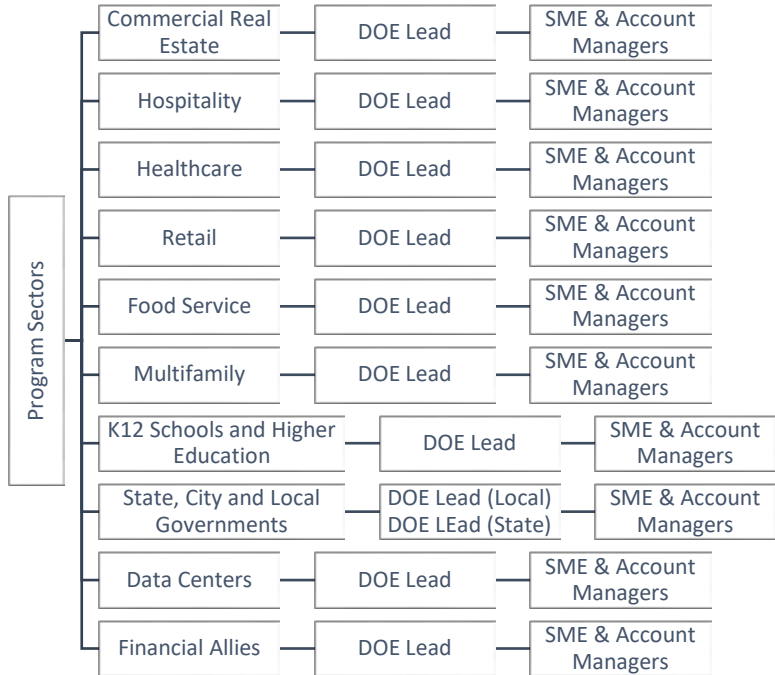 Program Sectors
Commercial Real
Estate
DOE Lead
SME & Account
Managers
Hospitality
DOE Lead
SME & Account
Managers
Healthcare
DOE Lead
SME & Account
Managers
Retail
DOE Lead
SME & Account
Managers
Food Service
DOE Lead
SME & Account
Managers
Multifamily
DOE Lead
SME & Account
Managers
K12 Schools and Higher
Education
DOE Lead
SME & Account
Managers
State, City and Local
Governments
DOE Lead (Local)
DOE LEad (State)
SME & Account
Managers
Data Centers
DOE Lead
SME & Account
Managers
Financial Allies
DOE Lead
SME & Account
Managers